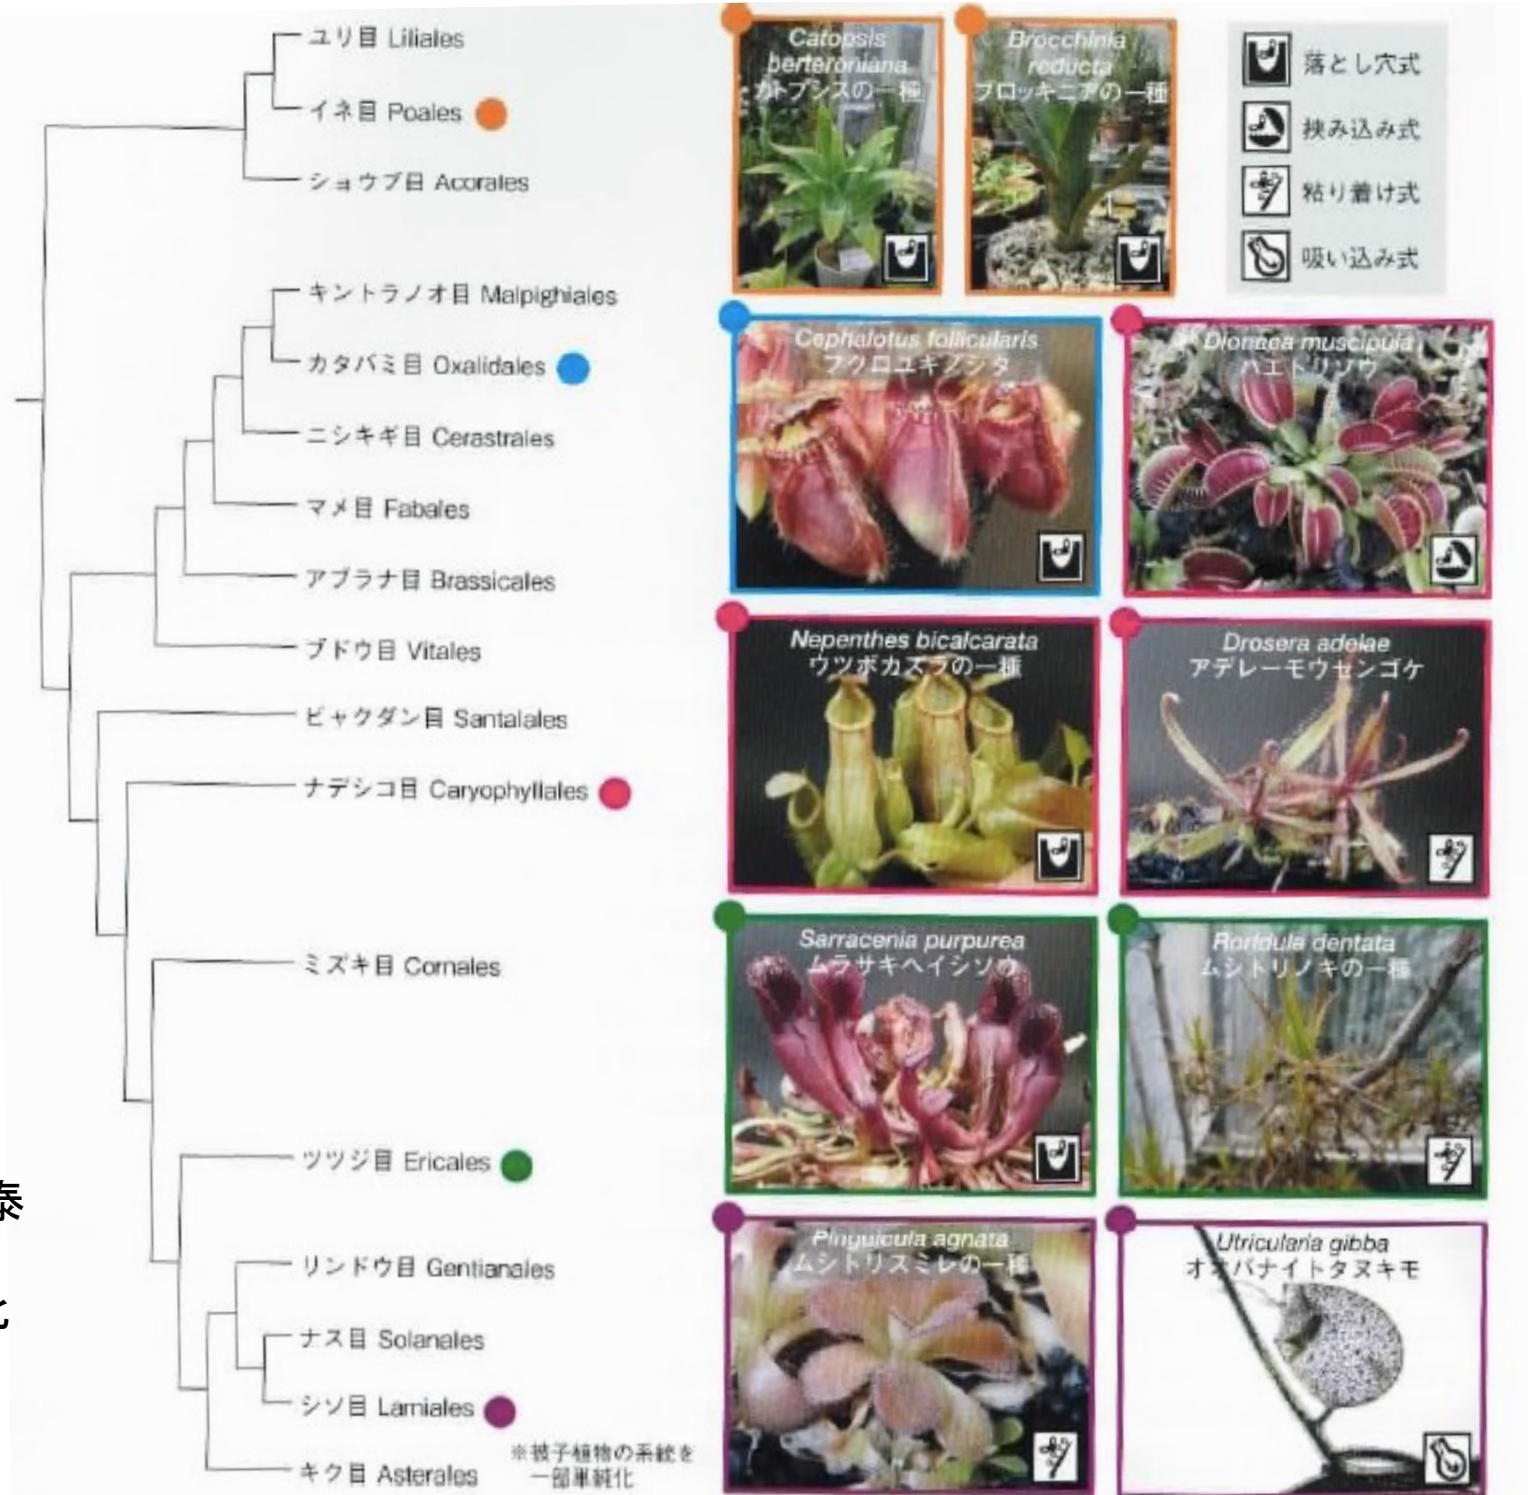 ユリ目 Liliales
イネ目 Poales
ショウブ目 Acorales
キントラノオ目 Malpighiales
カタバミ目 Oxalidales
ニシキギ目 Cerastrales
マメ目 Fabales
アブラナ目 Brassicales
ブドウ目 Vitales
ビャクダン目 Santalales
ナデシコ目 Caryophyllales
ミズキ目 Cornales
ツツジ目 Ericales
リンドウ目 Gentianales
ナス目 Solanales
シソ目 Lamiales
キク目 Asterales
※被子植物の系統を
一部単純化
泰
Catopsis
berteroniana
カトプシスの一種
Brocchinia
reducta
ブロッキニアの一種
落とし穴式
挟み込み式
粘り着け式
吸い込み式
Cephalotus follicularis
フクロユキノシタ
Dionaea muscipula
ハエトリソウ
Nepenthes bicalcarata
ウツボカズラの一種
Drosera adelae
アデレーモウセンゴケ
Sarracenia purpurea
ムラサキヘイシソウ
Roridula dentata
ムシトリノキの一種
Pinguicula agnata
ムシトリスミレの一種
Utricularia gibba
オオバナイトタヌキモ